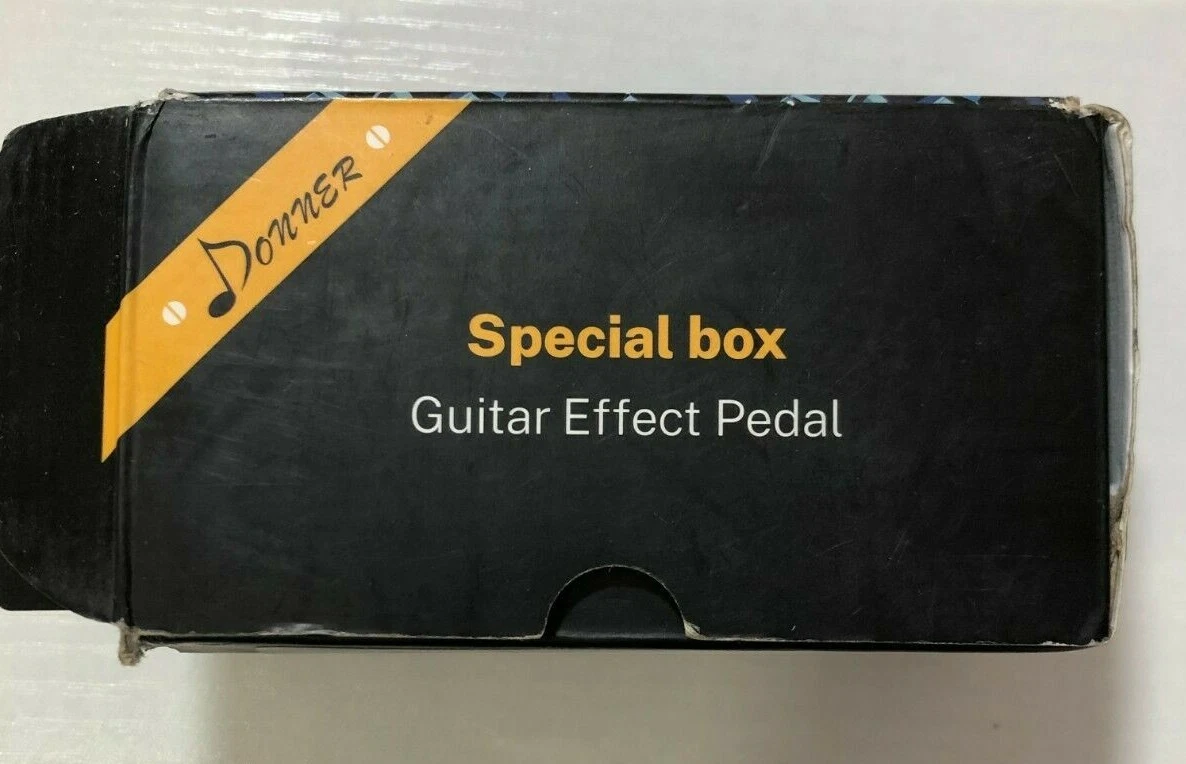 DONNER
Special box
Guitar Effect Pedal